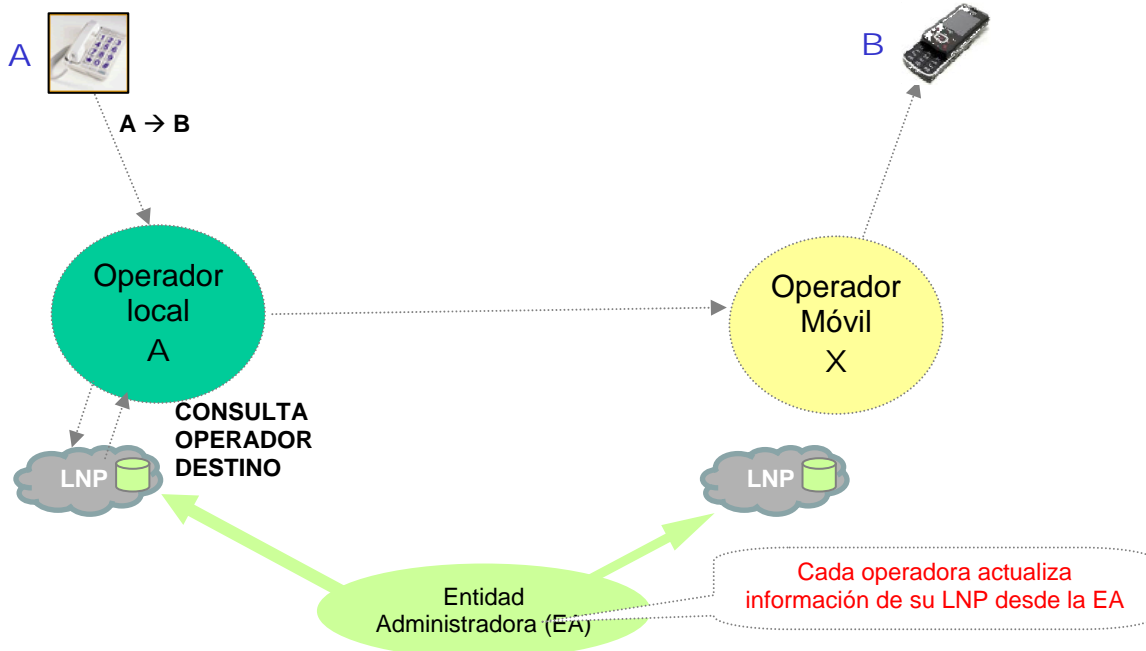 A
B
A → B
Operador
local
A
Operador
Móvil
X
CONSULTA
OPERADOR
DESTINO
LNP
LNP
Entidad
Administradora (EA)
Cada operadora actualiza
información de su LNP desde la EA